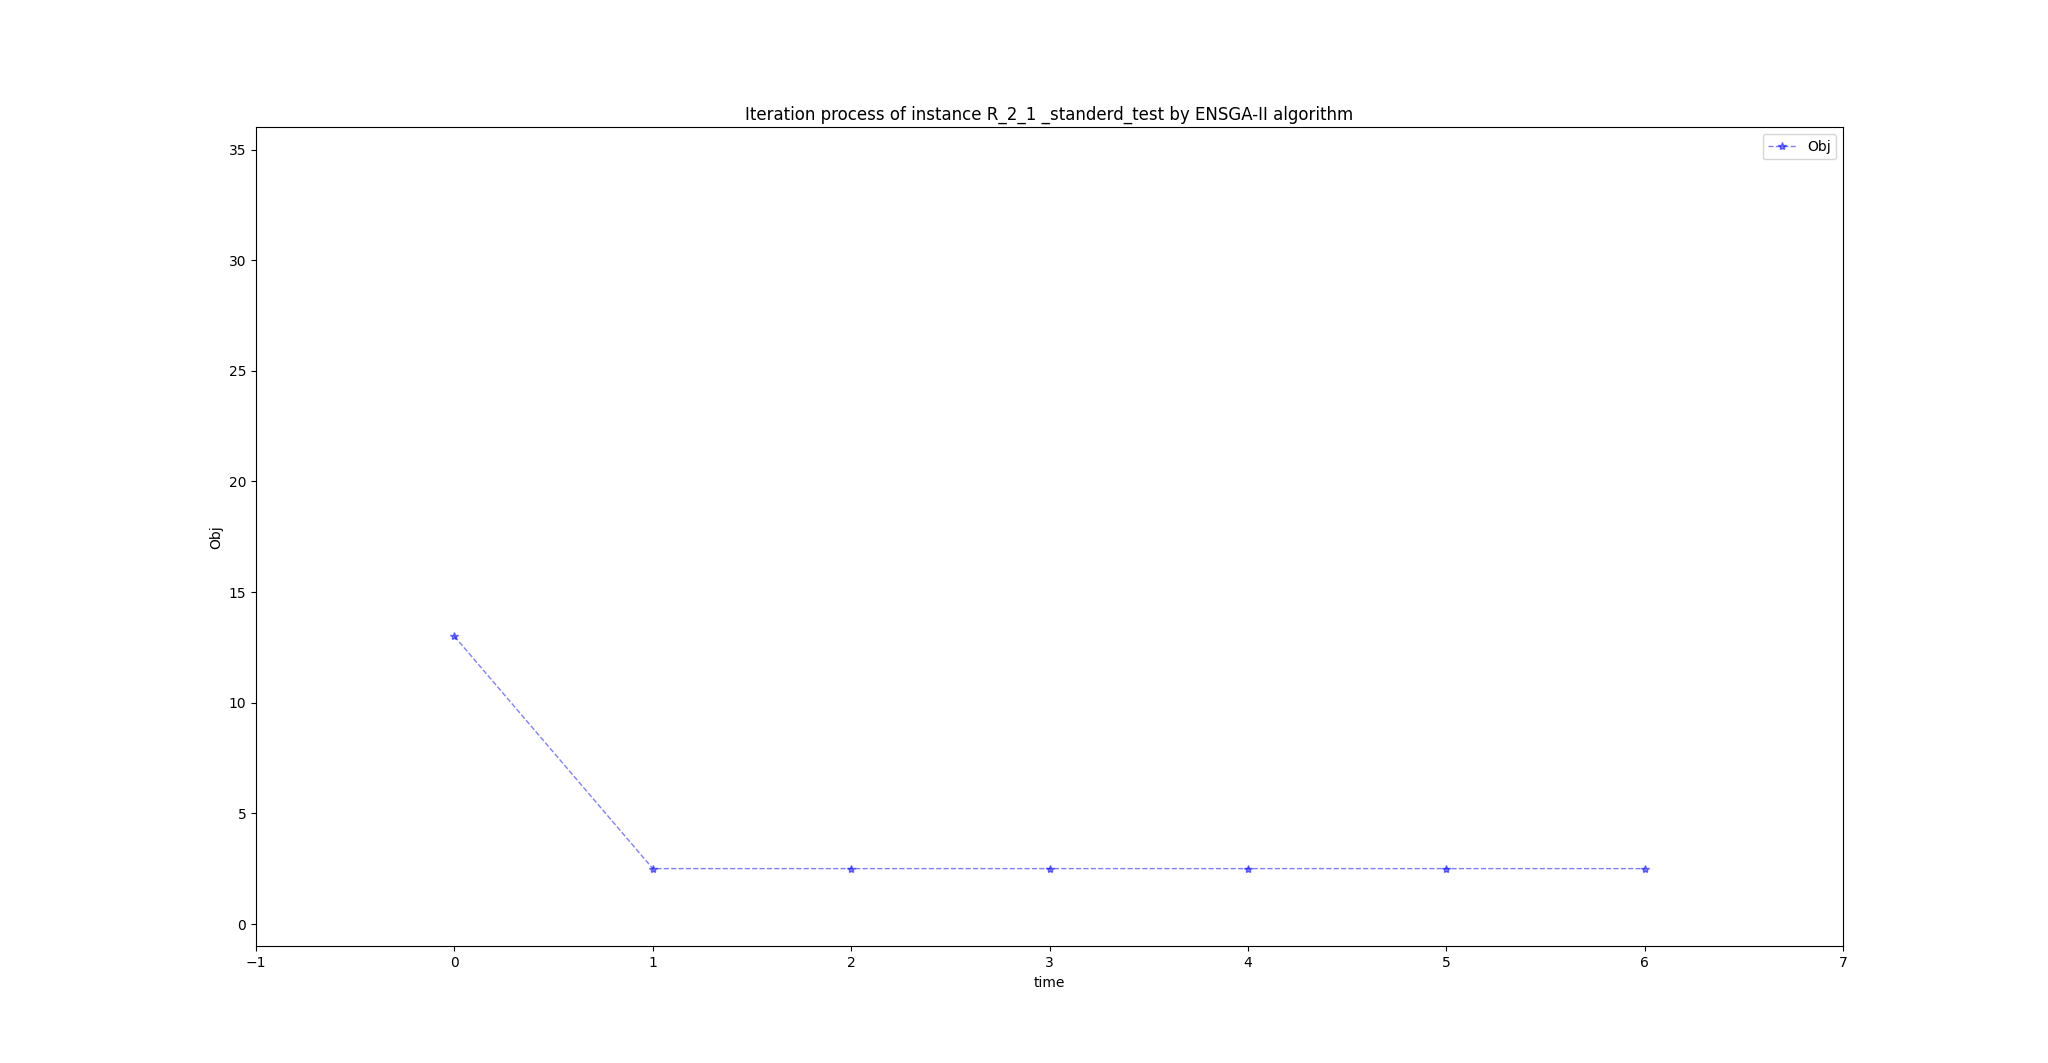 Iteration process of instance R_2_1 _standerd_test by ENSGA-II algorithm
Obj
35
30
25
20
15
10
5
0
Obj
−1 0 1 2 3 4 5 6 7
time